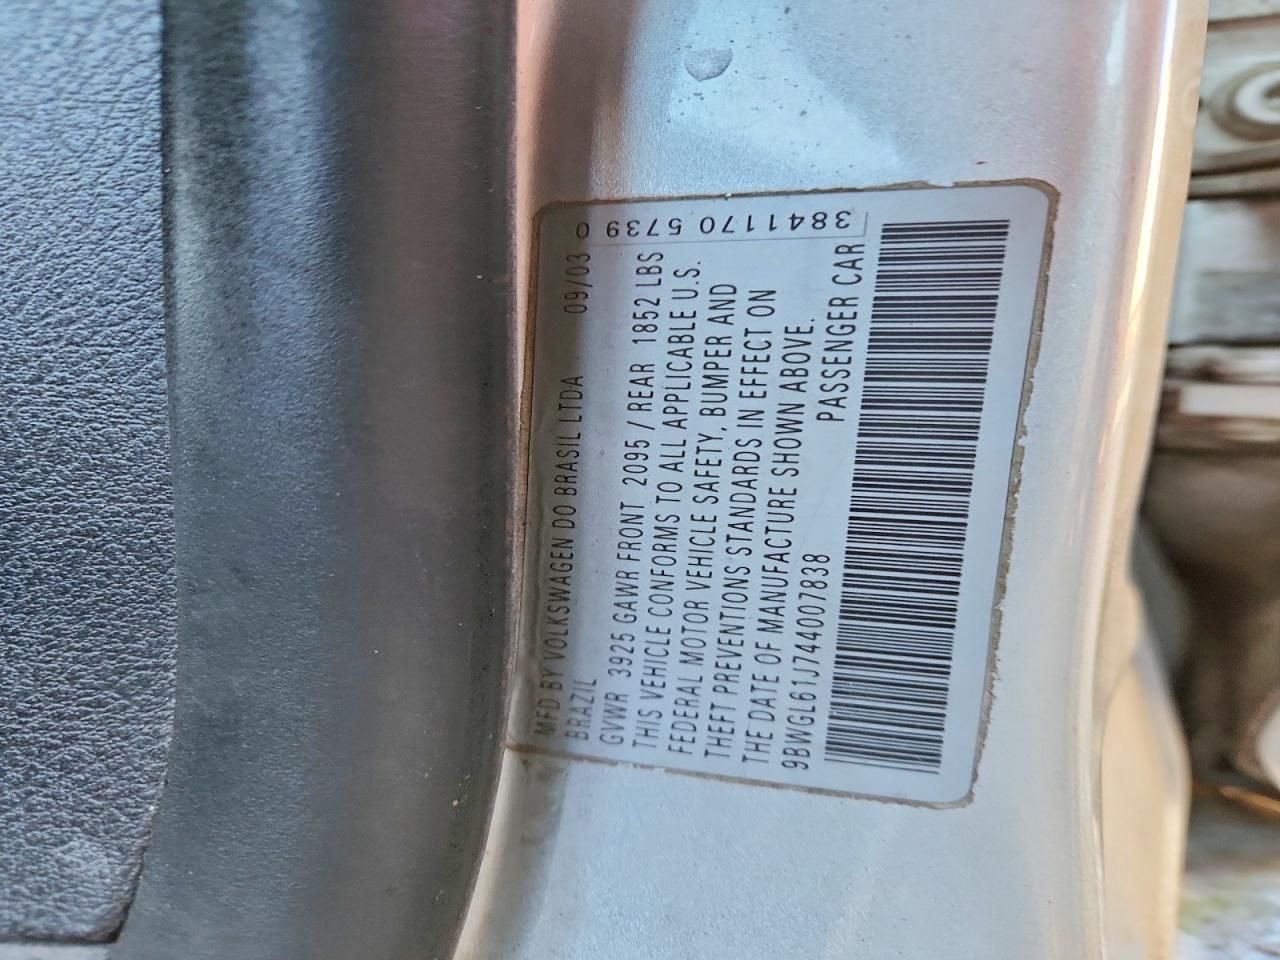 MFD BY VOLKSWAGEN DO BRASIL LTDA 09/03
BRAZIL
GVWR 3925 GAWR FRONT 2095 / REAR 1852 LBS
THIS VEHICLE CONFORMS TO ALL APPLICABLE U.S.
FEDERAL MOTOR VEHICLE SAFETY, BUMPER AND
THEFT PREVENTIONS STANDARDS IN EFFECT ON
THE DATE OF MANUFACTURE SHOWN ABOVE.
9BWGL61J744007838 PASSENGER CAR
3841170 5739 0